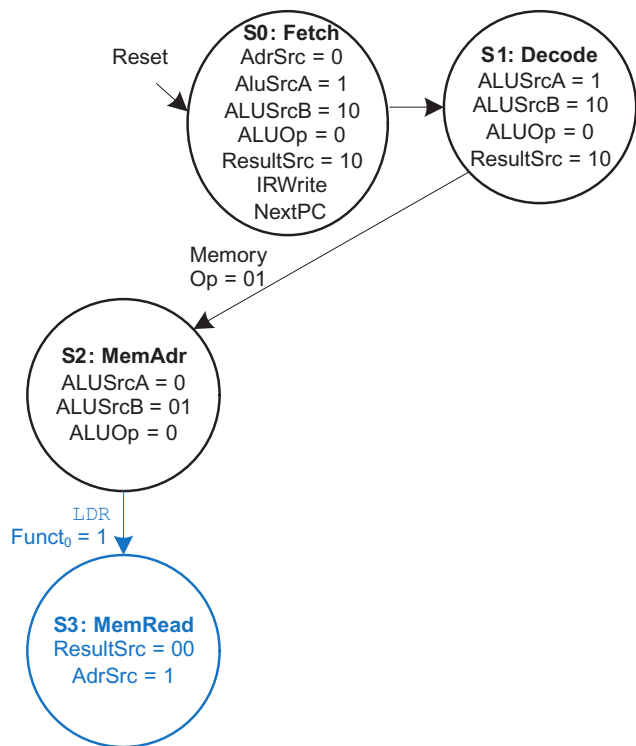 Reset
S0: Fetch
AdrSrc = 0
AluSrcA = 1
ALUSrcB = 10
ALUOp = 0
ResultSrc = 10
IRWrite
NextPC
S1: Decode
ALUSrcA = 1
ALUSrcB = 10
ALUOp = 0
ResultSrc = 10
Memory
Op = 01
S2: MemAdr
ALUSrcA = 0
ALUSrcB = 01
ALUOp = 0
LDR
Funct₀ = 1
S3: MemRead
ResultSrc = 00
AdrSrc = 1